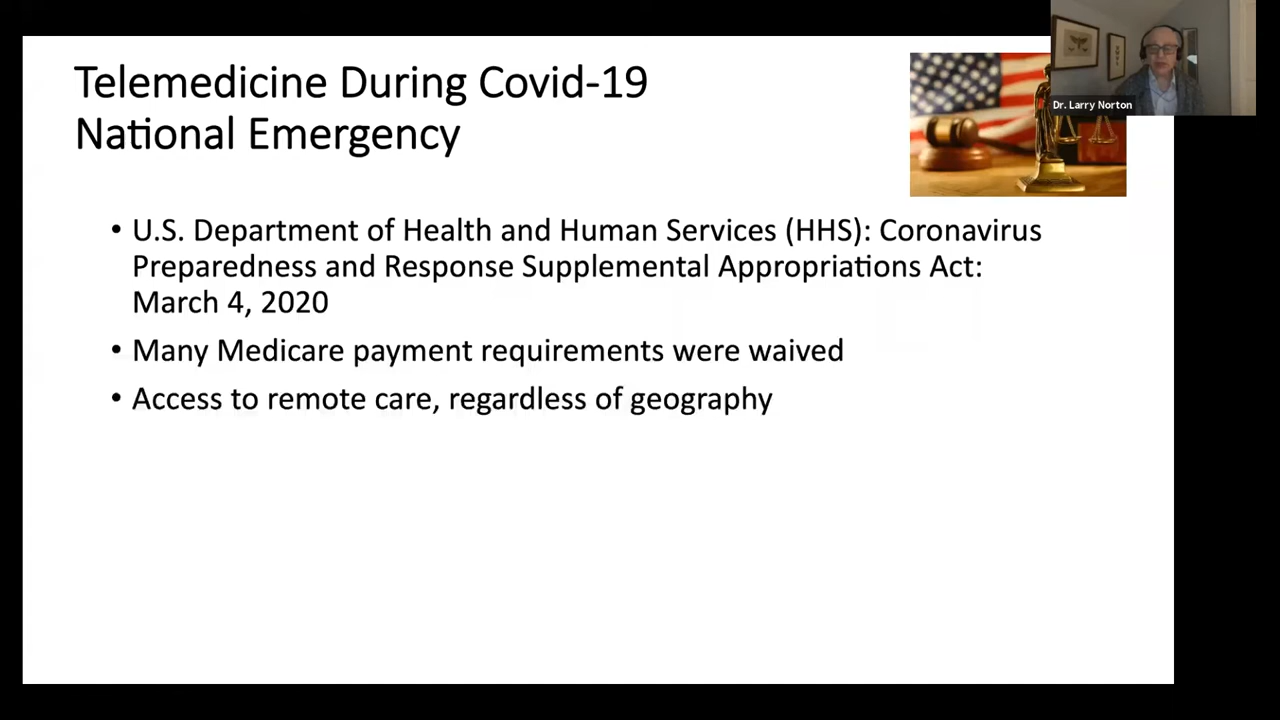 Telemedicine During Covid-19
National Emergency
Dr. Larry Norton
• U.S. Department of Health and Human Services (HHS): Coronavirus
Preparedness and Response Supplemental Appropriations Act:
March 4, 2020
• Many Medicare payment requirements were waived
• Access to remote care, regardless of geography